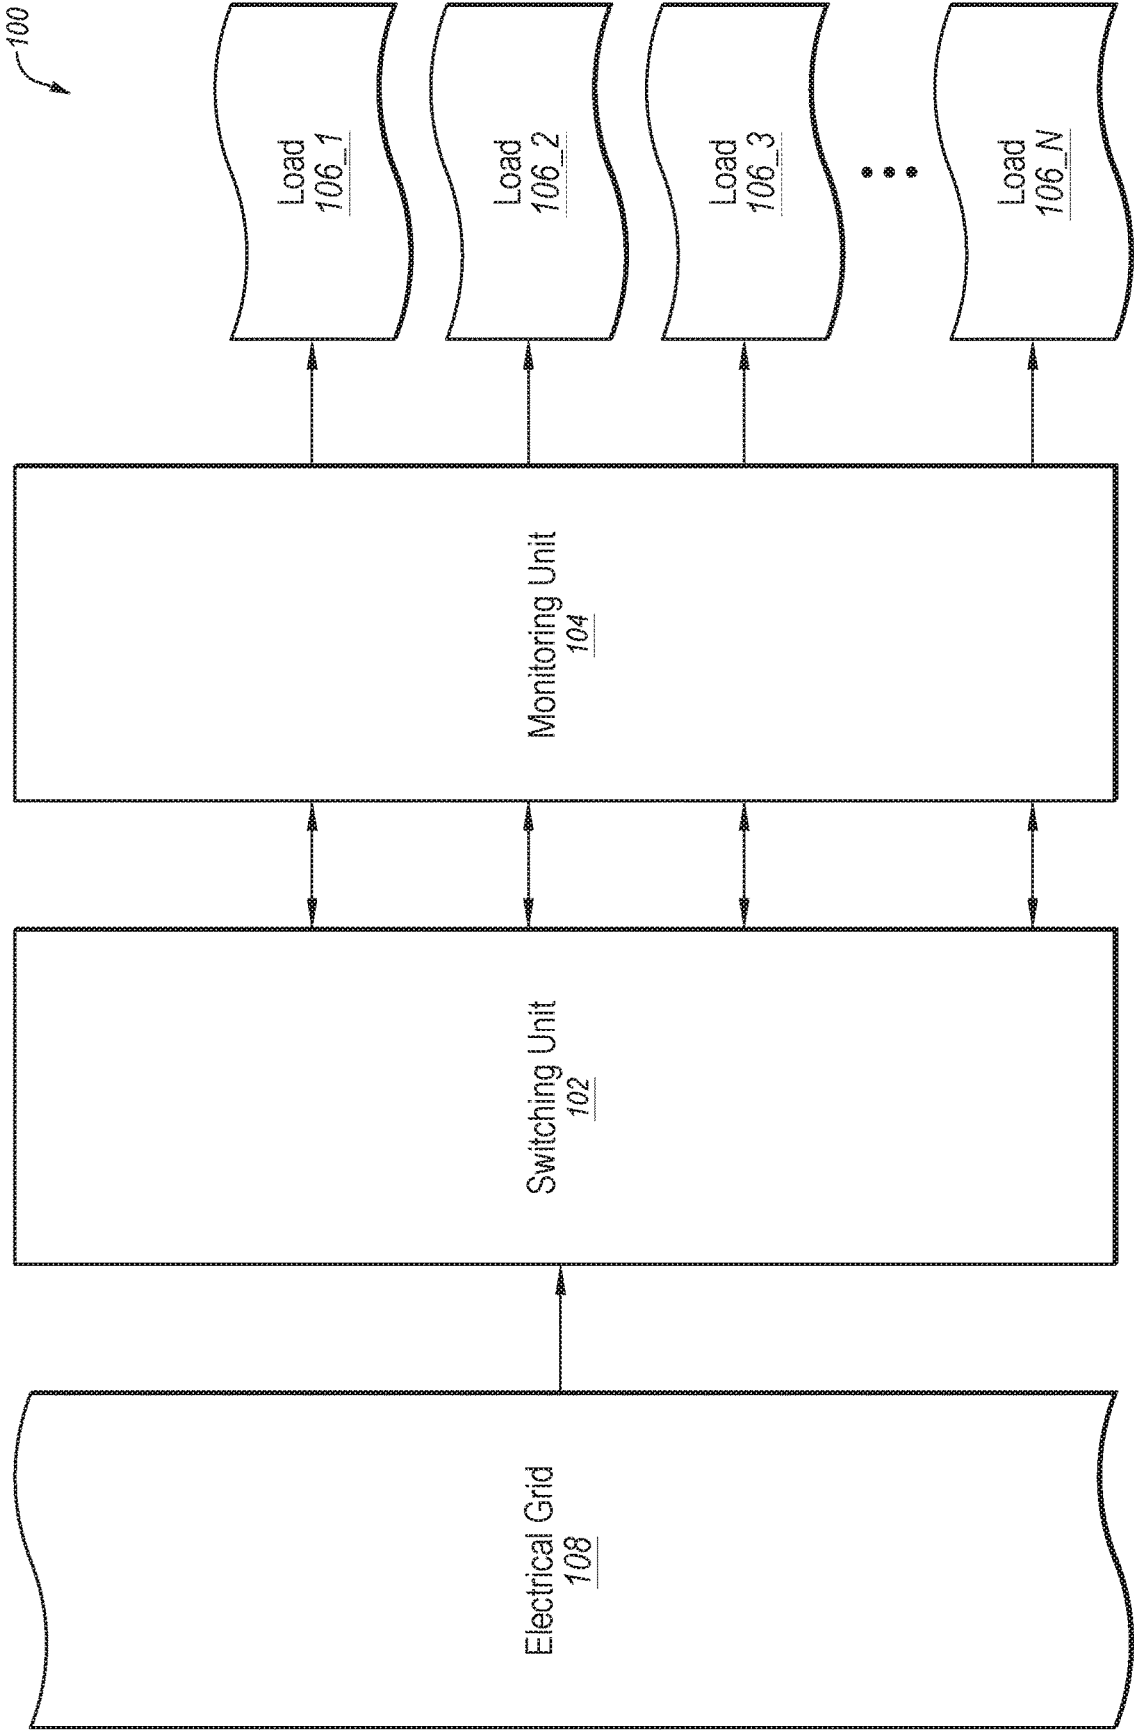 100
Electrical Grid
108
Switching Unit
102
Monitoring Unit
104
Load
106_1
Load
106_2
Load
106_3
Load
106_N